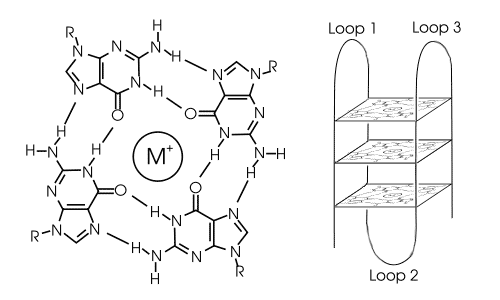 Loop 1 Loop 3
R H
N N N H
N N R
N N H
O O N
H N
H N H M+ H N H
N N H
O O
H N N
R N N
H N N N
H R
Loop 2